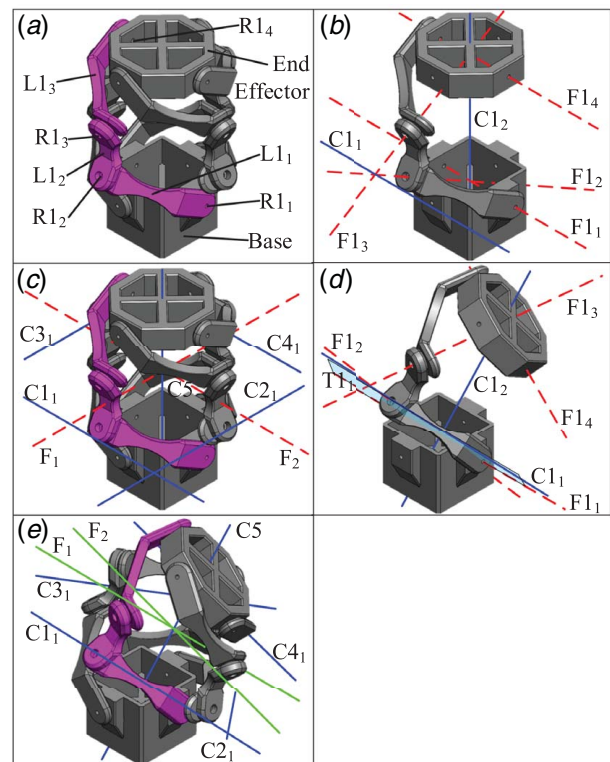 (a)
R1₄
End
Effector
L1₃
R1₃
L1₂
R1₂
L1₁
R1₁
Base
(b)
F1₄
C1₂
C1₁
F1₂
F1₁
F1₃
(c)
C3₁
C4₁
C1₁
C5
C2₁
F₁
F₂
(d)
F1₃
F1₂
T1₁
C1₂
F1₄
C1₁
F1₁
(e)
F₂
C5
F₁
C3₁
C1₁
C4₁
C2₁